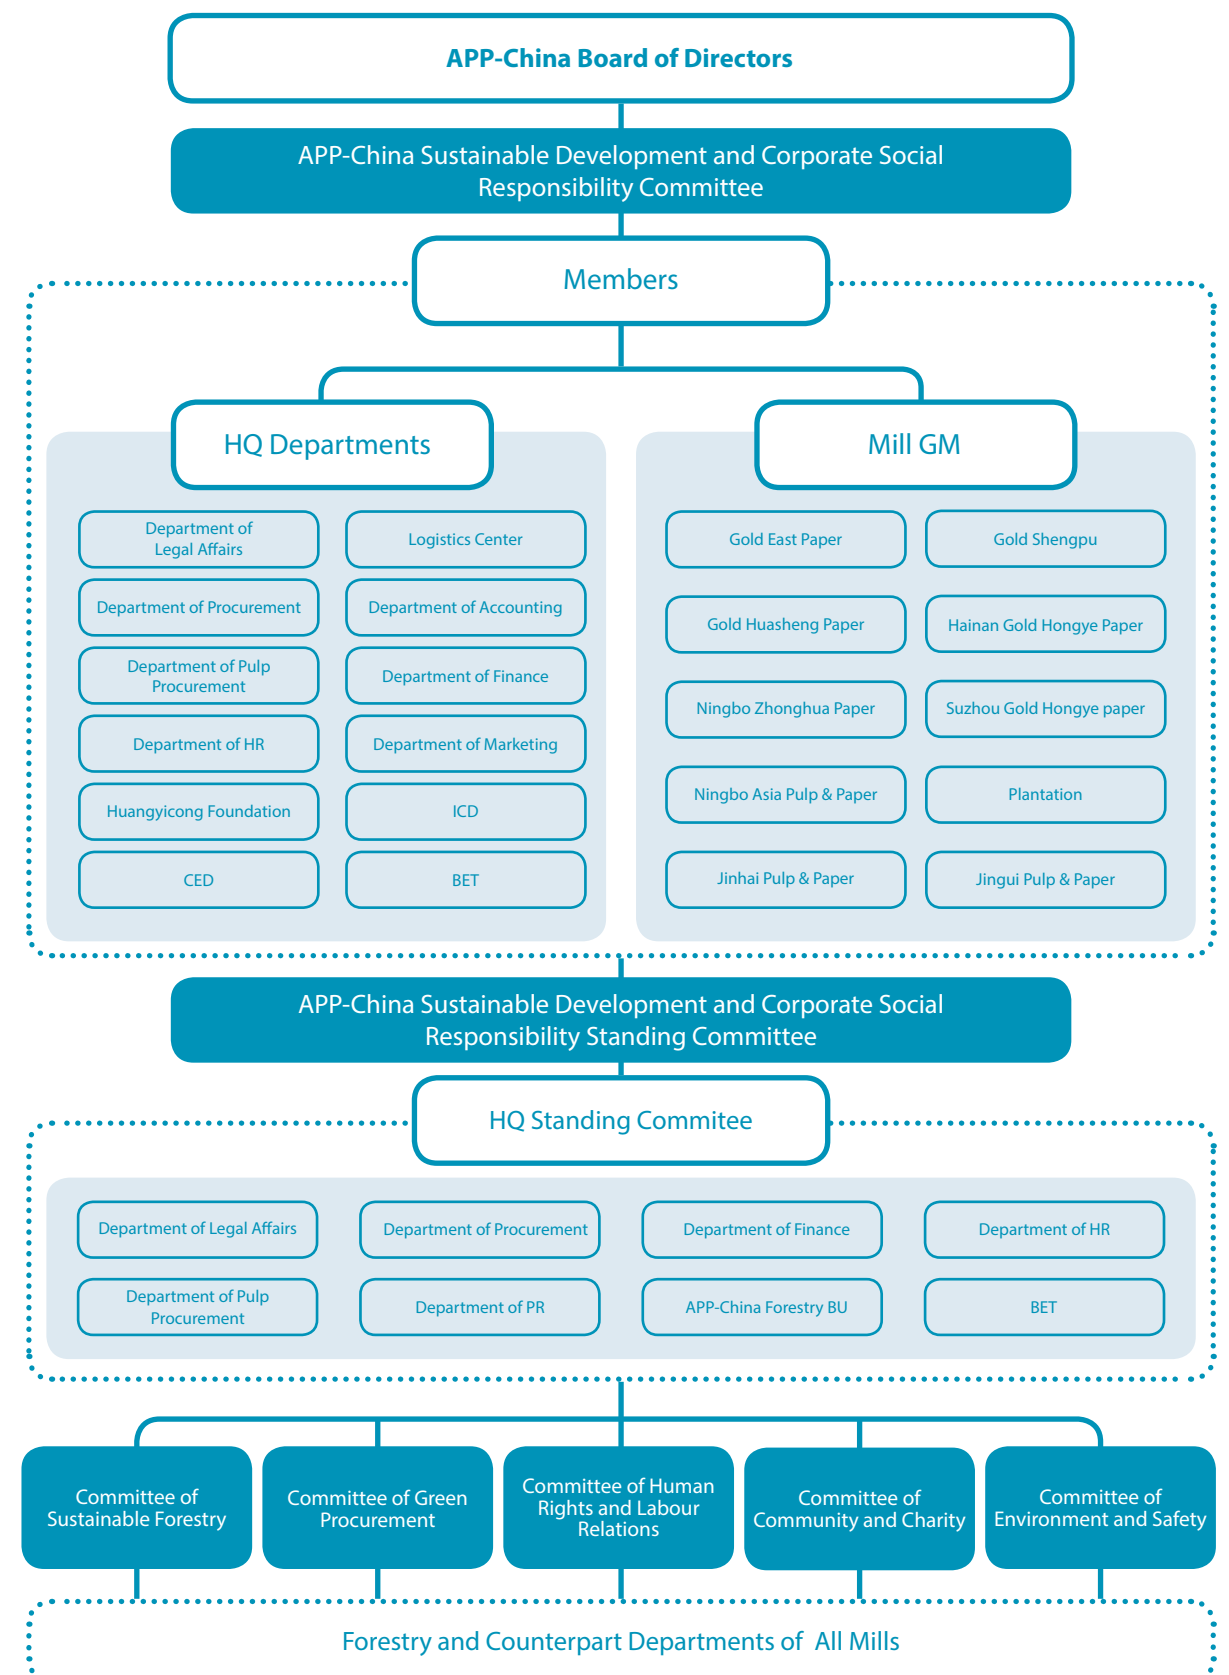 APP-China Board of Directors
APP-China Sustainable Development and Corporate Social
Responsibility Committee
Members
HQ Departments
Department of
Legal Affairs
Logistics Center
Department of Procurement
Department of Accounting
Department of Pulp
Procurement
Department of Finance
Department of HR
Department of Marketing
Huangyicong Foundation
ICD
CED
BET
Mill GM
Gold East Paper
Gold Shengpu
Gold Huasheng Paper
Hainan Gold Hongye Paper
Ningbo Zhonghua Paper
Suzhou Gold Hongye paper
Ningbo Asia Pulp & Paper
Plantation
Jinhai Pulp & Paper
Jingui Pulp & Paper
APP-China Sustainable Development and Corporate Social
Responsibility Standing Committee
HQ Standing Commitee
Department of Legal Affairs
Department of Procurement
Department of Finance
Department of HR
Department of Pulp
Procurement
Department of PR
APP-China Forestry BU
BET
Committee of
Sustainable Forestry
Committee of Green
Procurement
Committee of Human
Rights and Labour
Relations
Committee of
Community and Charity
Committee of
Environment and Safety
Forestry and Counterpart Departments of All Mills